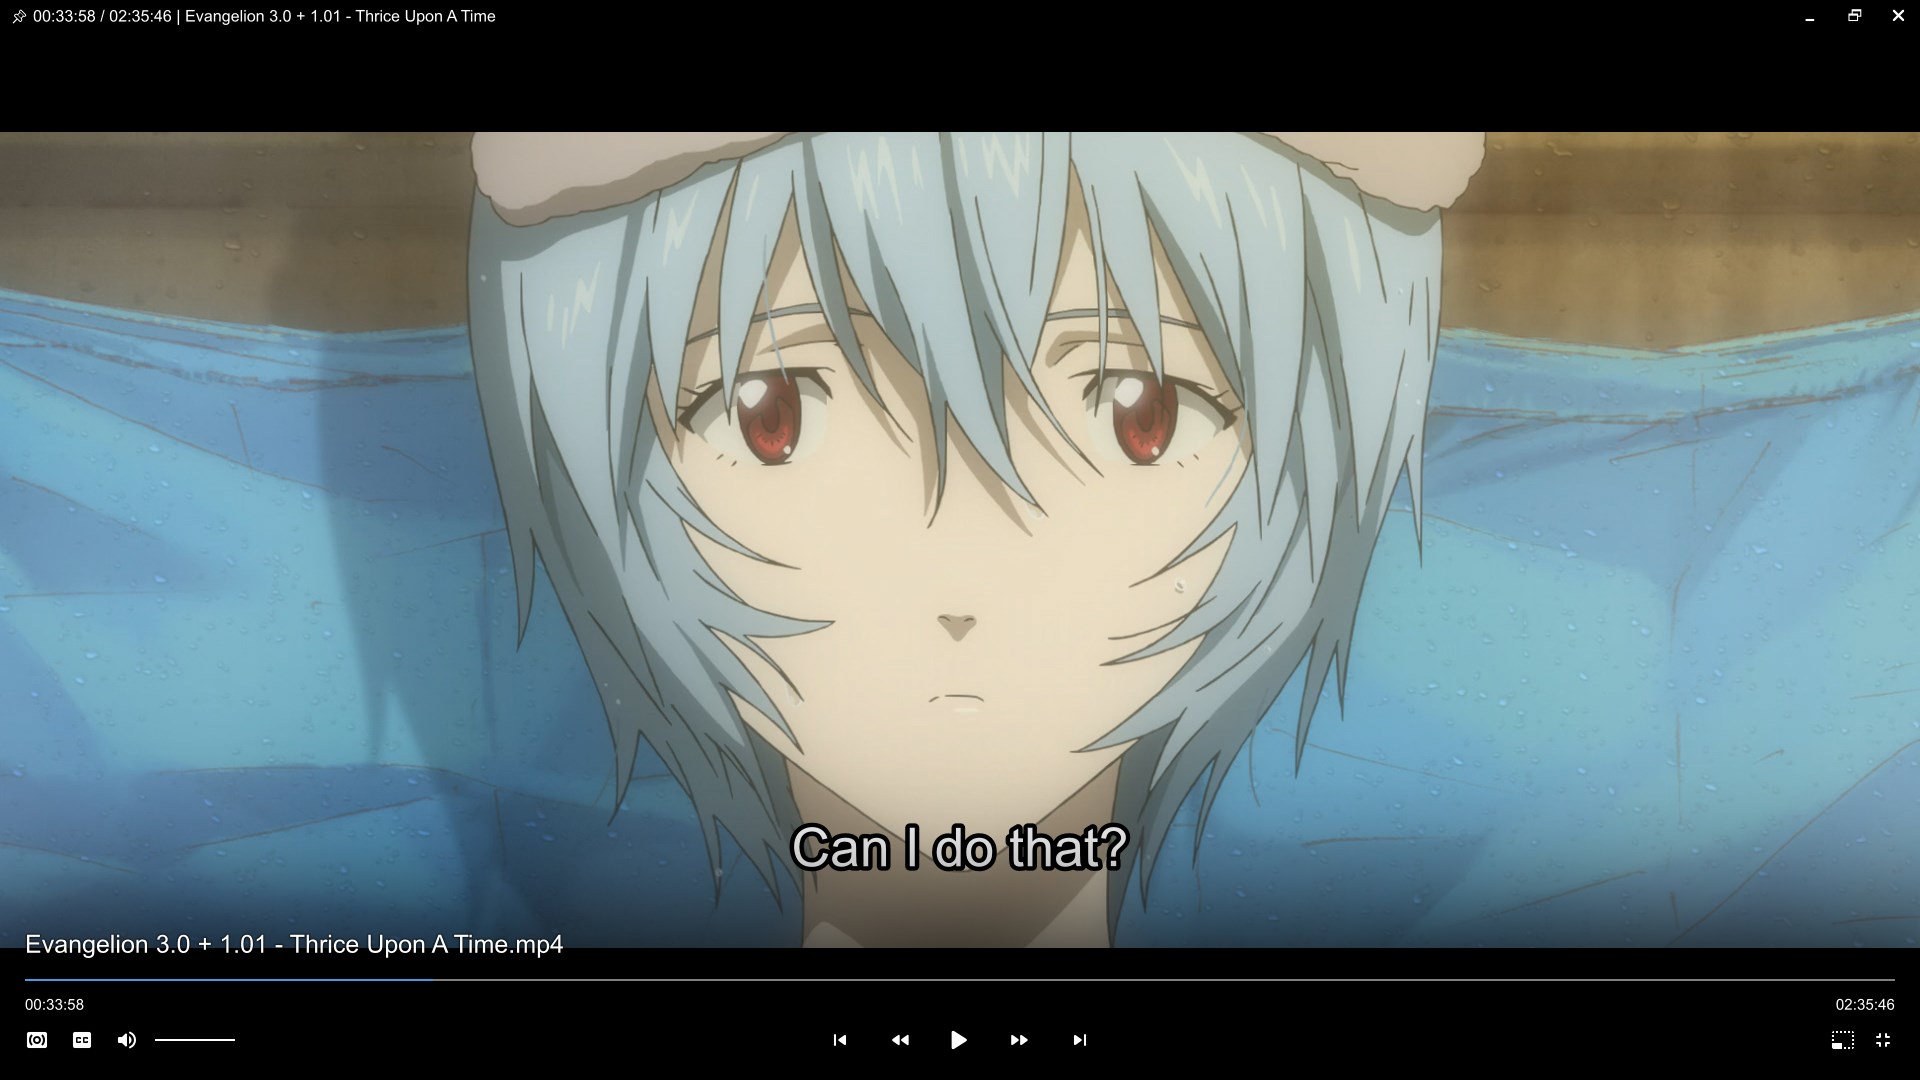 00:33:58 / 02:35:46 | Evangelion 3.0 + 1.01 - Thrice Upon A Time
Can I do that?
Evangelion 3.0 + 1.01 - Thrice Upon A Time.mp4
00:33:58
02:35:46
CC